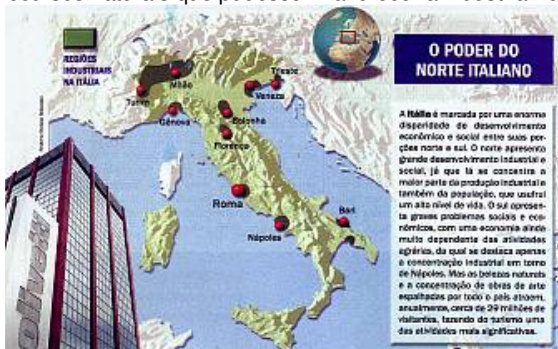 REGIÕES
INDUSTRIAIS
NA ITÁLIA
O PODER DO
NORTE ITALIANO
Trieste
Milão
Turim
Veneza
Gênova
Bolonha
Florença
Roma
Bari
Nápoles
A Itália é marcada por uma enorme
disparidade de desenvolvimento
econômico e social entre suas por-
ções norte e sul. O norte apresenta
grande desenvolvimento industrial e
social, já que lá se concentra a
maior parte da produção industrial e
também da população, que usufrui
um alto nível de vida. O sul apresen-
ta graves problemas sociais e eco-
nômicos, com uma economia ainda
muito dependente das atividades
agrárias, da qual se destaca apenas
a concentração industrial em torno
de Nápoles. Mas as belezas naturais
e a concentração de obras de arte
espalhadas por todo o país atraem,
anualmente, cerca de 29 milhões de
visitantes, fazendo do turismo uma
das atividades mais significativas.